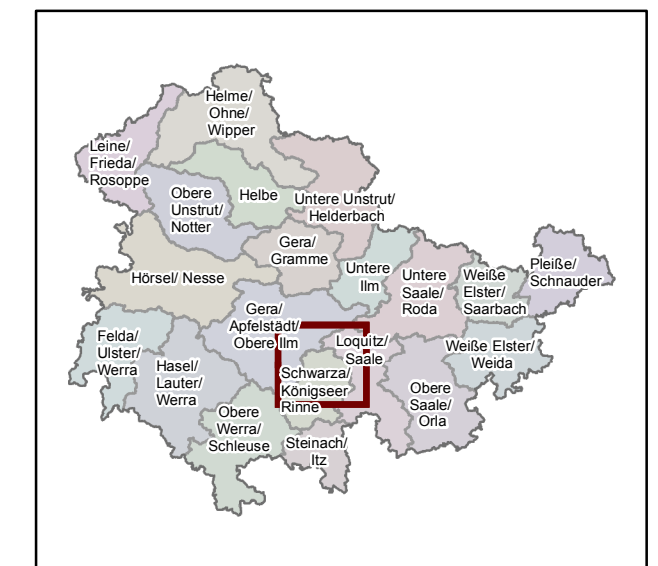 Helme/
Ohne/
Wipper
Leine/
Frieda/
Rosoppe
Obere
Unstrut/
Notter
Helbe
Untere Unstrut/
Helderbach
Gera/
Gramme
Hörsel/ Nesse
Untere
Ilm
Untere
Saale/
Roda
Weiße
Elster/
Saarbach
Pleiße/
Schnauder
Gera/
Apfelstädt/
Obere Ilm
Felda/
Ulster/
Werra
Hasel/
Lauter/
Werra
Loquitz/
Saale
Weiße Elster/
Weida
Schwarza/
Königseer
Rinne
Obere
Saale/
Orla
Obere
Werra/
Schleuse
Steinach/
Itz